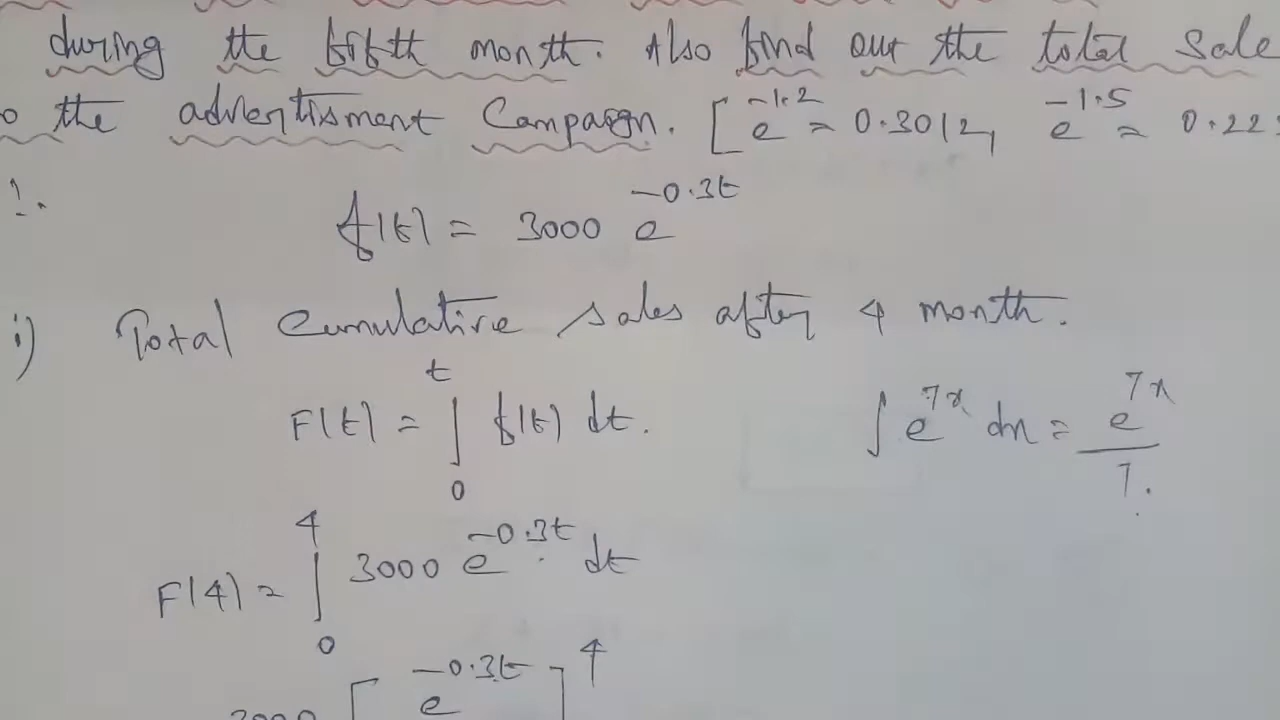 during the fifth month. Also find out the total Sale
o the advertisment Campaign. [e^-1.2 = 0.3012, e^-1.5 = 0.22
!.
f(t) = 3000 e^-0.3t
i) Total Cumulative sales after 4 month.
F(t) = ∫_0^t f(t) dt. ∫ e^7x dx = e^7x / 7.
F(4) = ∫_0^4 3000 e^-0.3t dt
3000 [ e^-0.3t ]^4